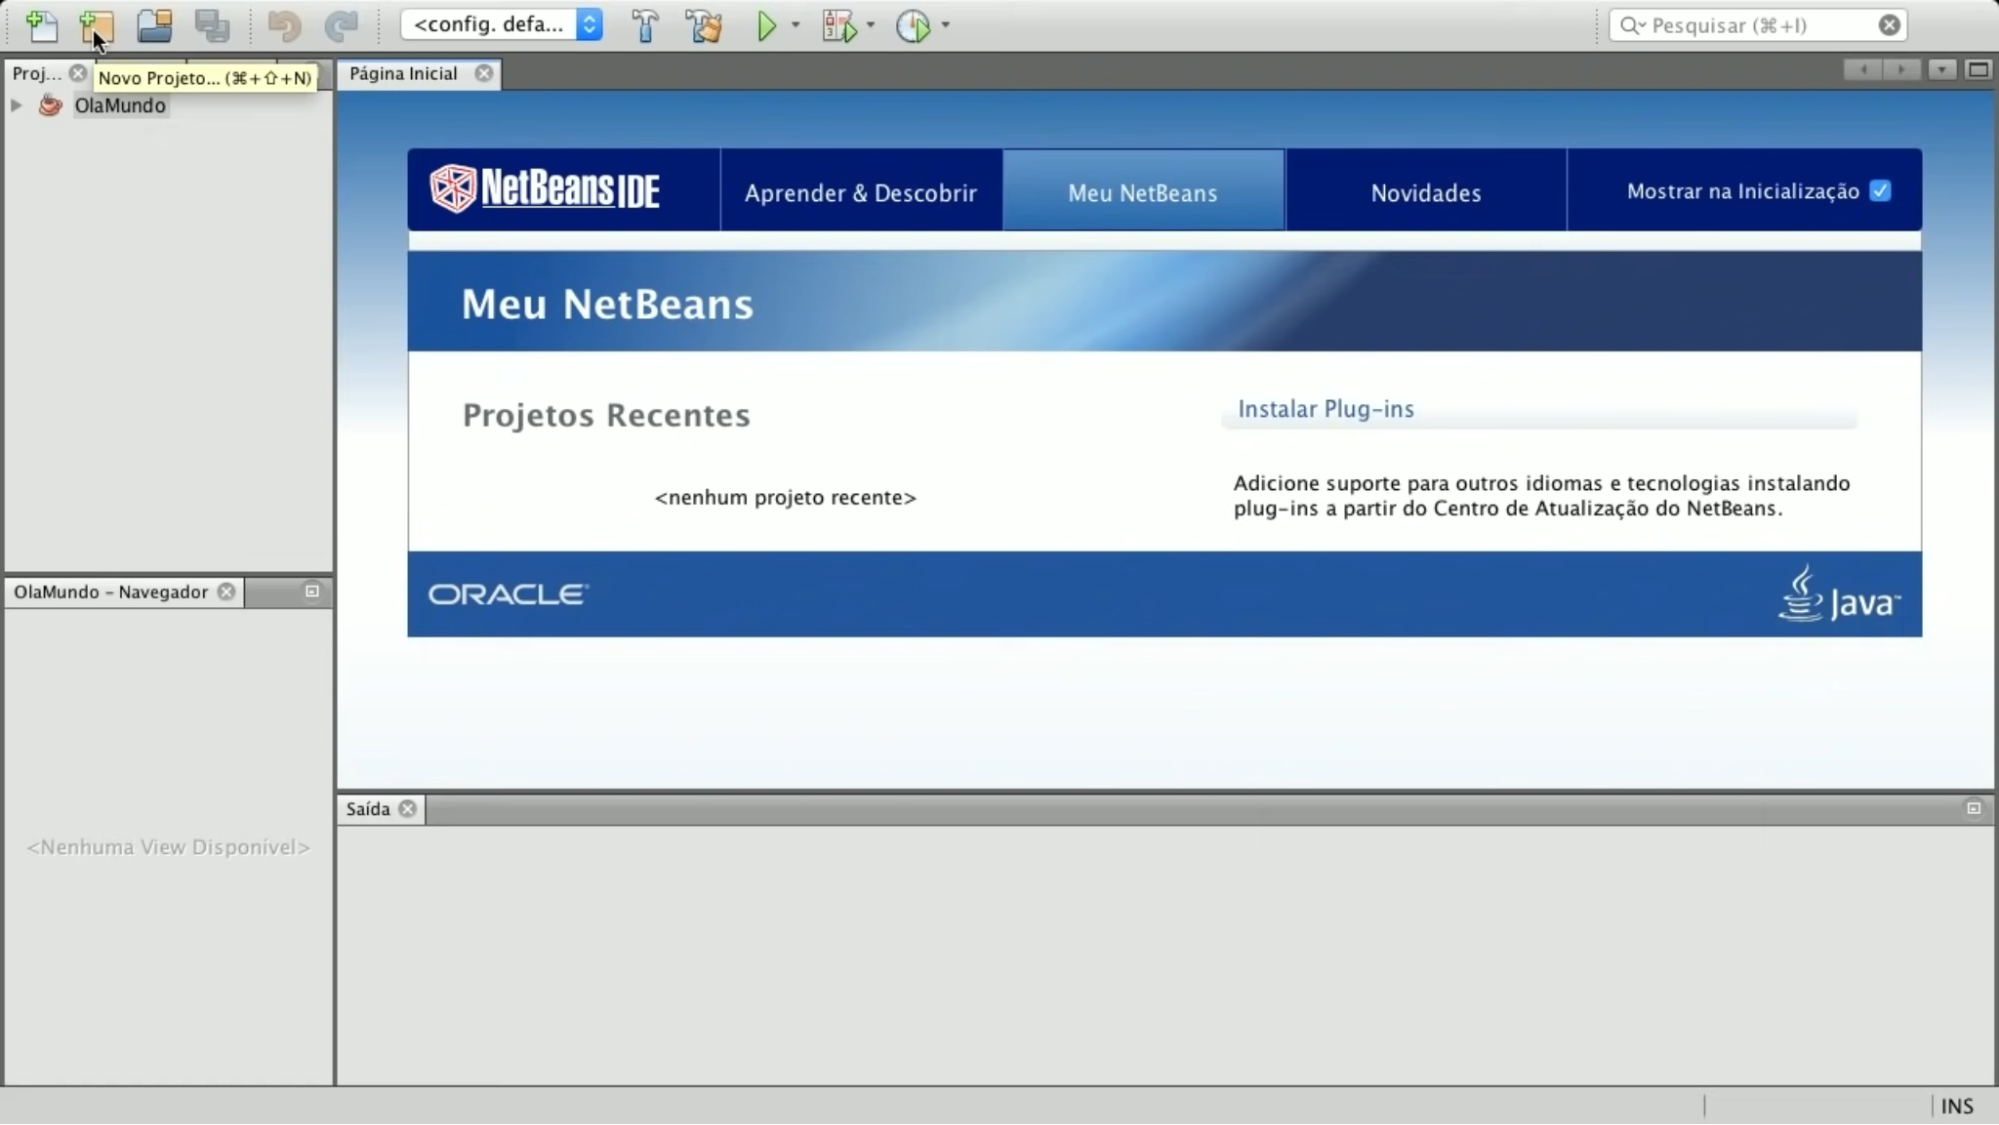 <config. defa...
Pesquisar (⌘+I)
Proj...
Novo Projeto... (⌘+⇧+N)
Página Inicial
OlaMundo
NetBeans IDE
Aprender & Descobrir
Meu NetBeans
Novidades
Mostrar na Inicialização
Meu NetBeans
Projetos Recentes
<nenhum projeto recente>
Instalar Plug-ins
Adicione suporte para outros idiomas e tecnologias instalando
plug-ins a partir do Centro de Atualização do NetBeans.
ORACLE
Java™
OlaMundo - Navegador
<Nenhuma View Disponível>
Saída
INS